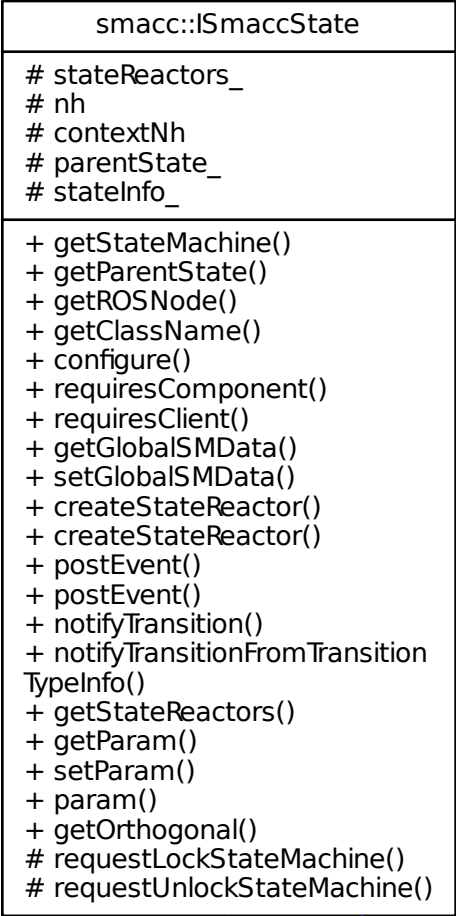 smacc::ISmaccState
# stateReactors_
# nh
# contextNh
# parentState_
# stateInfo_
+ getStateMachine()
+ getParentState()
+ getROSNode()
+ getClassName()
+ configure()
+ requiresComponent()
+ requiresClient()
+ getGlobalSMData()
+ setGlobalSMData()
+ createStateReactor()
+ createStateReactor()
+ postEvent()
+ postEvent()
+ notifyTransition()
+ notifyTransitionFromTransition
TypeInfo()
+ getStateReactors()
+ getParam()
+ setParam()
+ param()
+ getOrthogonal()
# requestLockStateMachine()
# requestUnlockStateMachine()